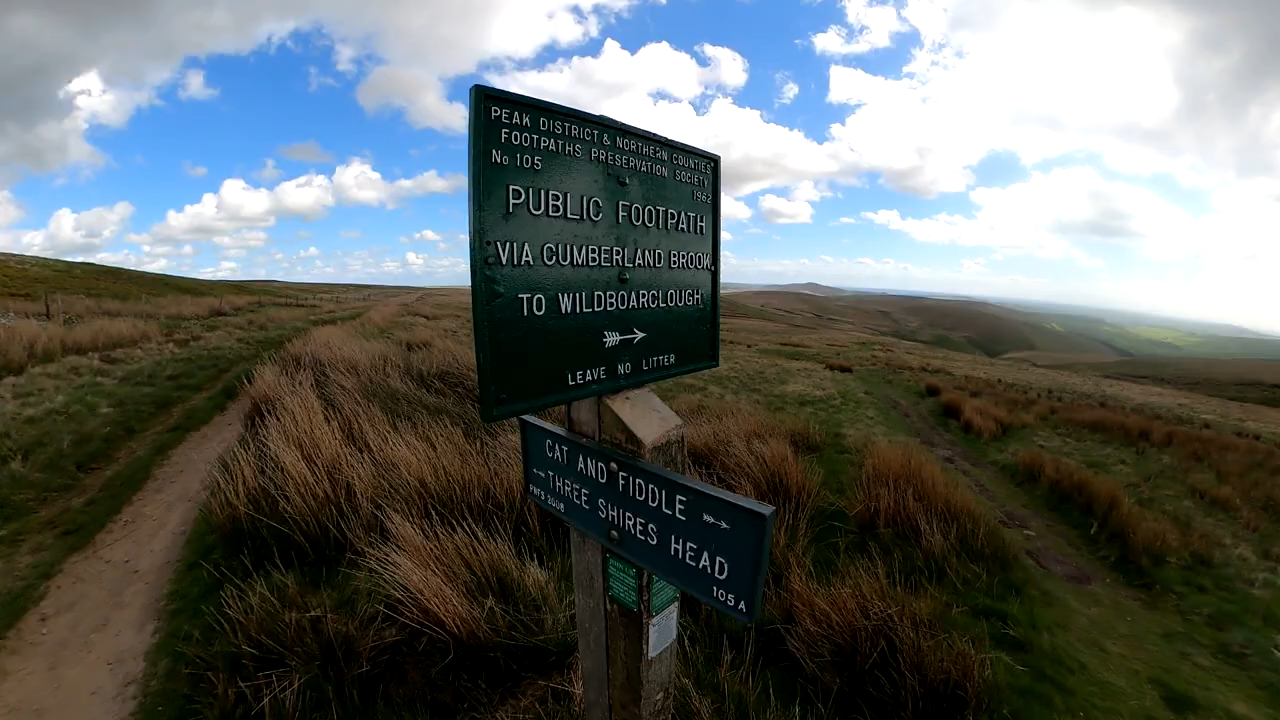 PEAK DISTRICT & NORTHERN COUNTIES
FOOTPATHS PRESERVATION SOCIETY
No 105
1962
PUBLIC FOOTPATH
VIA CUMBERLAND BROOK
TO WILDBOARCLOUGH
LEAVE NO LITTER
CAT AND FIDDLE
THREE SHIRES HEAD
PNFS 2008
105A